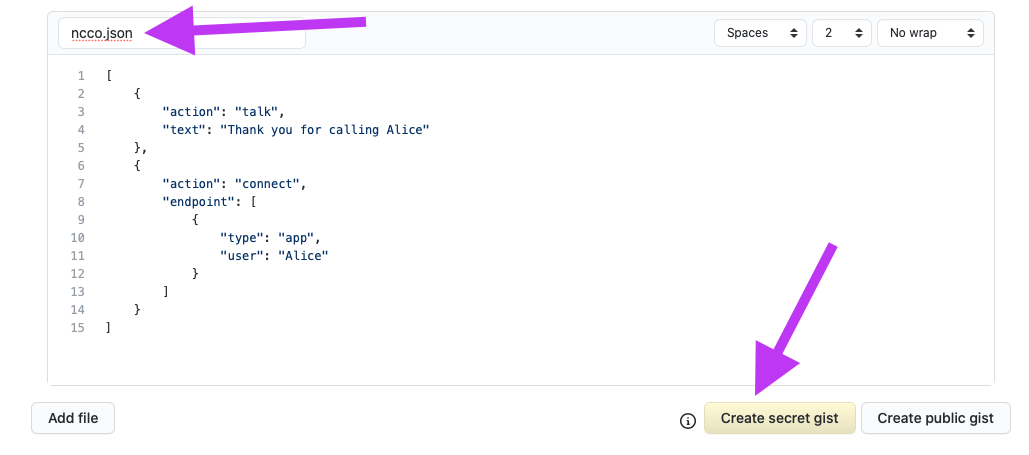 ncco.json Spaces 2 No wrap
1 [
2     {
3         "action": "talk",
4         "text": "Thank you for calling Alice"
5     },
6     {
7         "action": "connect",
8         "endpoint": [
9             {
10                 "type": "app",
11                 "user": "Alice"
12             }
13         ]
14     }
15 ]
Add file Create secret gist Create public gist